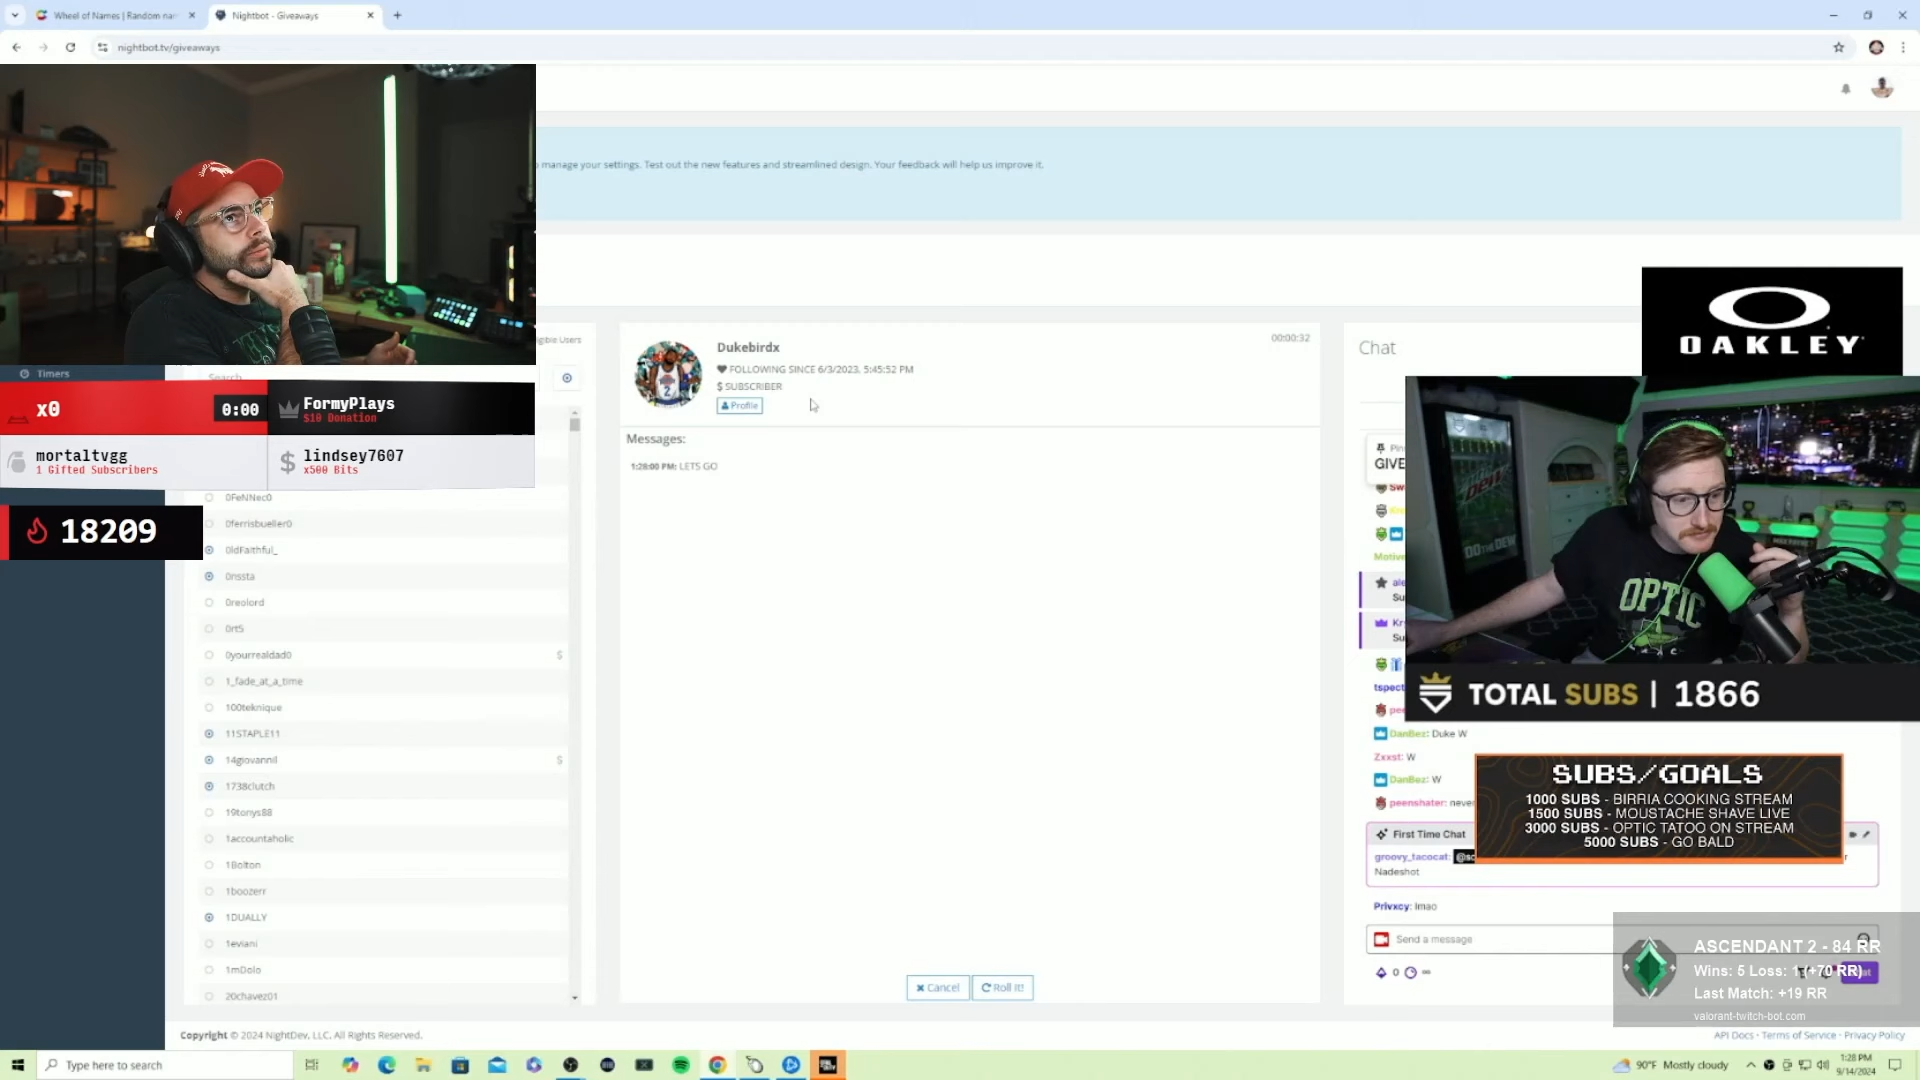 Wheel of Names | Random nar
Nightbot - Giveaways
nightbot.tv/giveaways
manage your settings. Test out the new features and streamlined design. Your feedback will help us improve it.
Timers
Search
Users
x0
0:00
FormyPlays
$10 Donation
mortaltvgg
1 Gifted Subscribers
lindsey7607
x500 Bits
18209
0FeNNec0
0ferrisbueller0
0ldFaithful_
0nssta
0reolord
0rt5
0yourrealdad0 $
1_fade_at_a_time
100teknique
11STAPLE11
14giovannil $
1738clutch
19tonys88
1accountaholic
1Bolton
1boozerr
1DUALLY
1eviani
1mDolo
20chavez01
Dukebirdx
00:00:32
FOLLOWING SINCE 6/3/2023, 5:45:52 PM
$ SUBSCRIBER
Profile
Messages:
1:28:00 PM: LETS GO
Cancel
Roll It!
Chat
OAKLEY
GIVE
DO THE DEW
OPTIC
TOTAL SUBS | 1866
DanBez: Duke W
Zxxst: W
DanBez: W
peenshater: never
First Time Chat
groovy_tacocat:
Nadeshot
Privxcy: lmao
Send a message
0
SUBS/GOALS
1000 SUBS - BIRRIA COOKING STREAM
1500 SUBS - MOUSTACHE SHAVE LIVE
3000 SUBS - OPTIC TATOO ON STREAM
5000 SUBS - GO BALD
ASCENDANT 2 - 84 RR
Wins: 5 Loss: 1 (+70 RR)
Last Match: +19 RR
valorant-twitch-bot.com
Copyright © 2024 NightDev, LLC. All Rights Reserved.
API Docs · Terms of Service · Privacy Policy
Type here to search
90°F Mostly cloudy
1:28 PM
9/14/2024